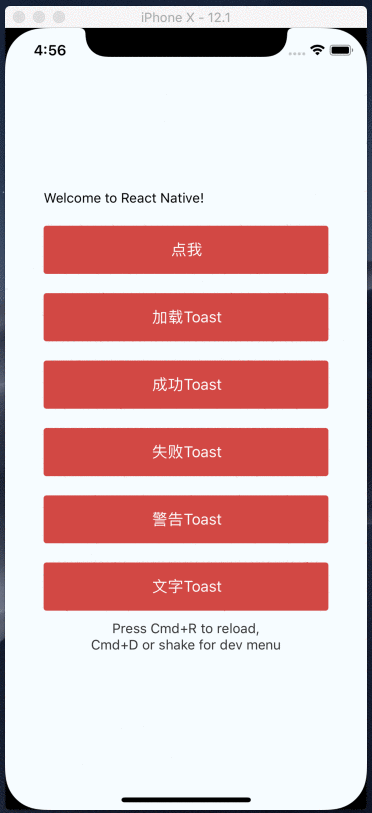 iPhone X - 12.1
4:56
Welcome to React Native!
点我
加载Toast
成功Toast
失败Toast
警告Toast
文字Toast
Press Cmd+R to reload,
Cmd+D or shake for dev menu